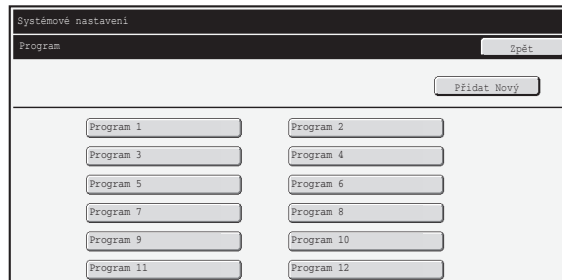 Systémové nastavení
Program
Zpět
Přidat Nový
Program 1 Program 2
Program 3 Program 4
Program 5 Program 6
Program 7 Program 8
Program 9 Program 10
Program 11 Program 12